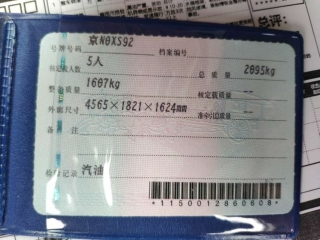 总评:
京N0XS92
号牌号码 档案编号
5人
核定载人数 总质量 2095kg
整备质量 1607kg 核定载质量 --
外廓尺寸 4565×1821×1624mm 准牵引总质量 --
备注
检验记录 汽油
*1150012860608*